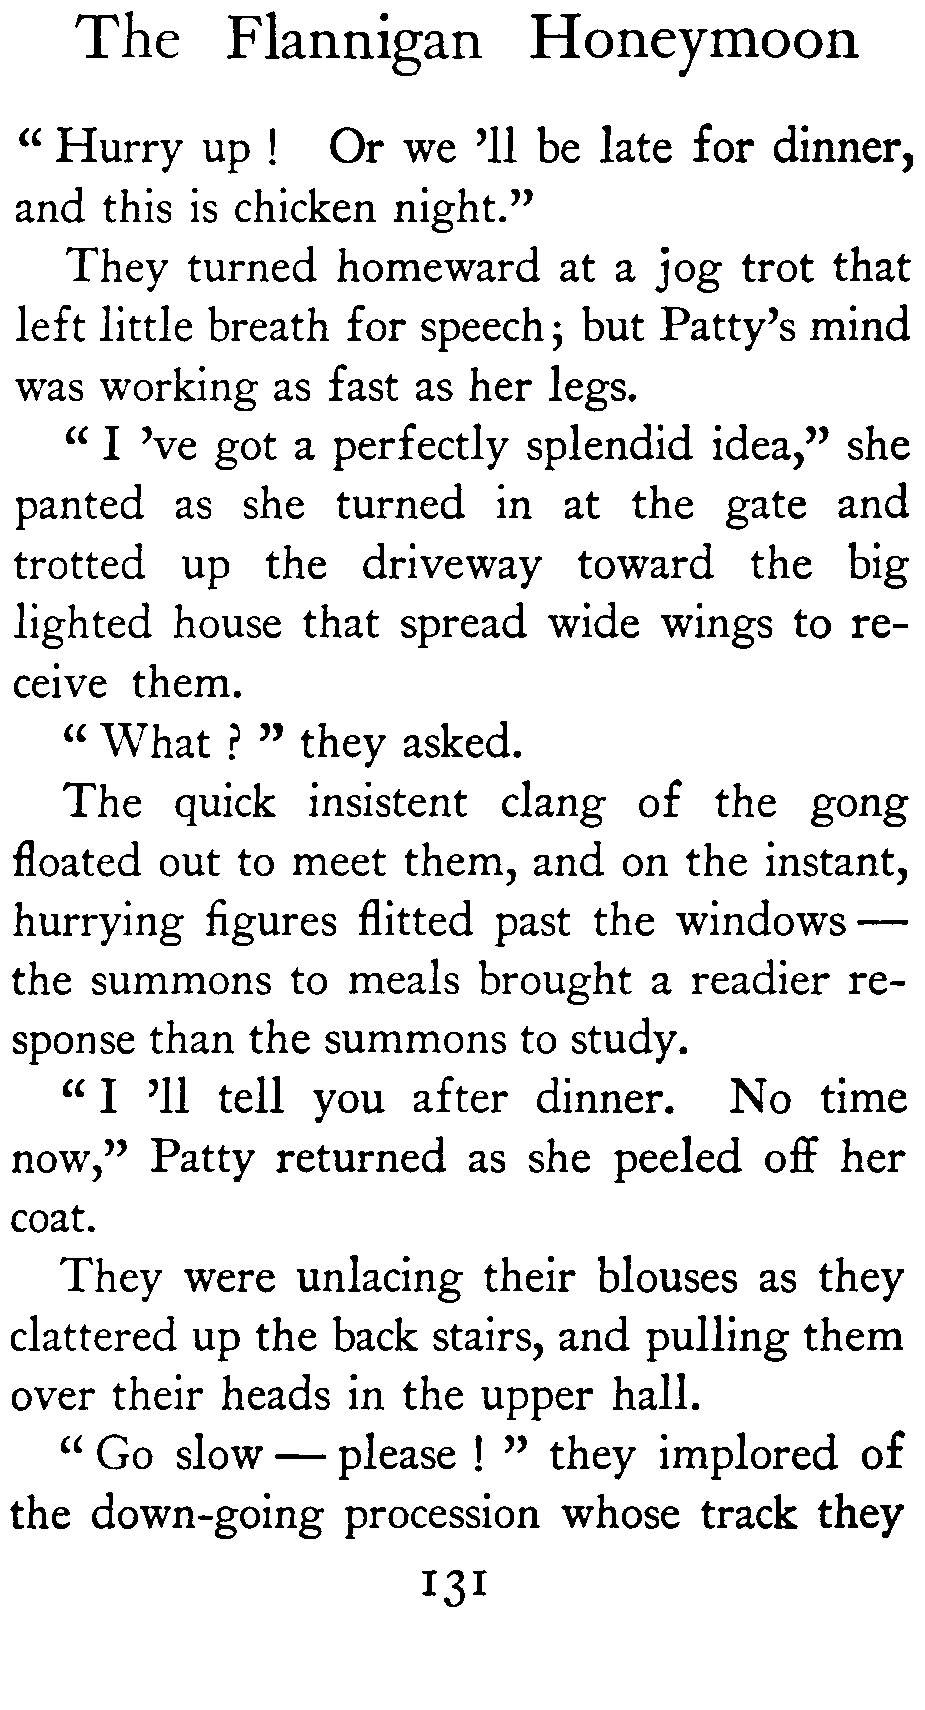 The Flannigan Honeymoon
“ Hurry up ! Or we ’ll be late for dinner,
and this is chicken night.”
They turned homeward at a jog trot that
left little breath for speech; but Patty’s mind
was working as fast as her legs.
“ I ’ve got a perfectly splendid idea,” she
panted as she turned in at the gate and
trotted up the driveway toward the big
lighted house that spread wide wings to re-
ceive them.
“ What ? ” they asked.
The quick insistent clang of the gong
floated out to meet them, and on the instant,
hurrying figures flitted past the windows —
the summons to meals brought a readier re-
sponse than the summons to study.
“ I ’ll tell you after dinner. No time
now,” Patty returned as she peeled off her
coat.
They were unlacing their blouses as they
clattered up the back stairs, and pulling them
over their heads in the upper hall.
“ Go slow — please ! ” they implored of
the down-going procession whose track they
131